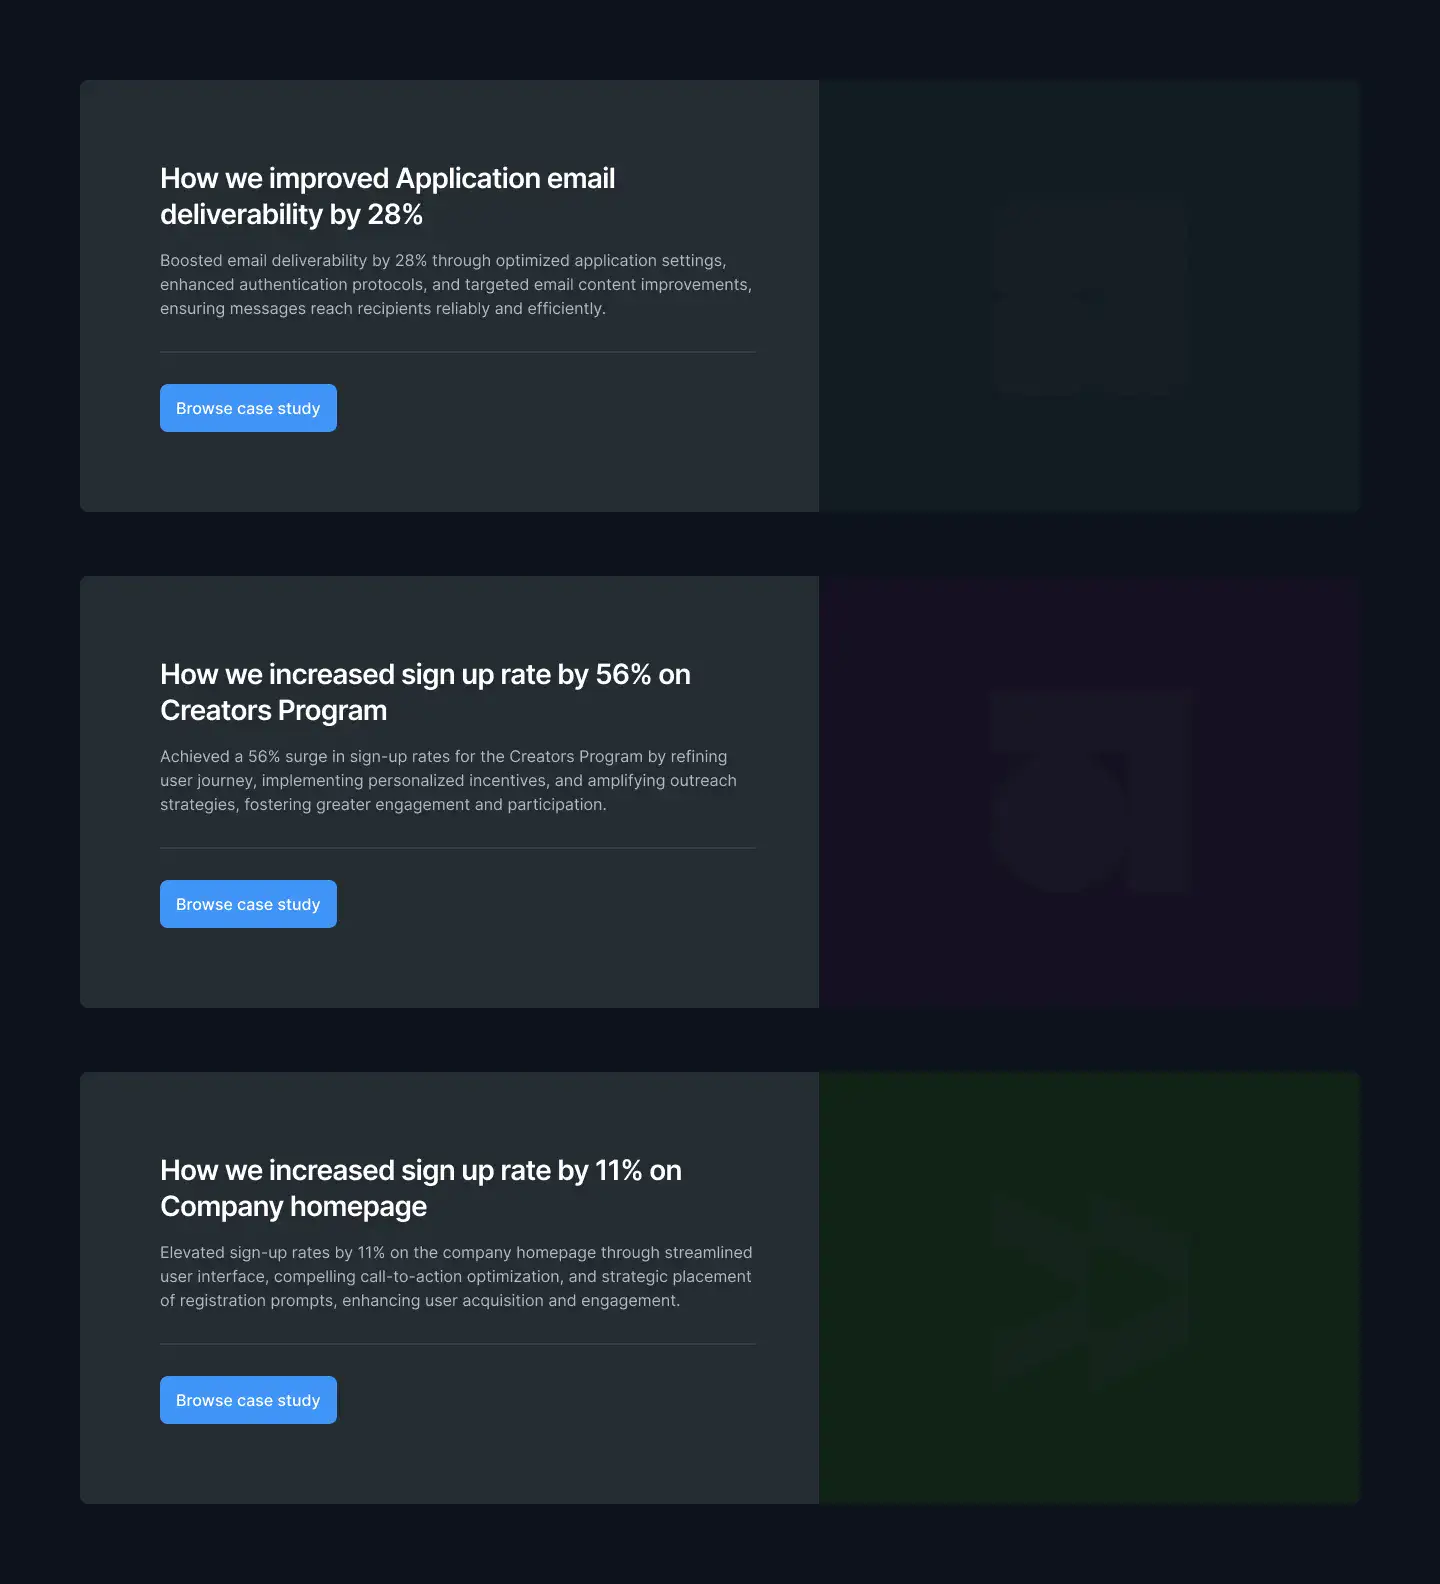 How we improved Application email
deliverability by 28%
Boosted email deliverability by 28% through optimized application settings,
enhanced authentication protocols, and targeted email content improvements,
ensuring messages reach recipients reliably and efficiently.
Browse case study
How we increased sign up rate by 56% on
Creators Program
Achieved a 56% surge in sign-up rates for the Creators Program by refining
user journey, implementing personalized incentives, and amplifying outreach
strategies, fostering greater engagement and participation.
Browse case study
How we increased sign up rate by 11% on
Company homepage
Elevated sign-up rates by 11% on the company homepage through streamlined
user interface, compelling call-to-action optimization, and strategic placement
of registration prompts, enhancing user acquisition and engagement.
Browse case study